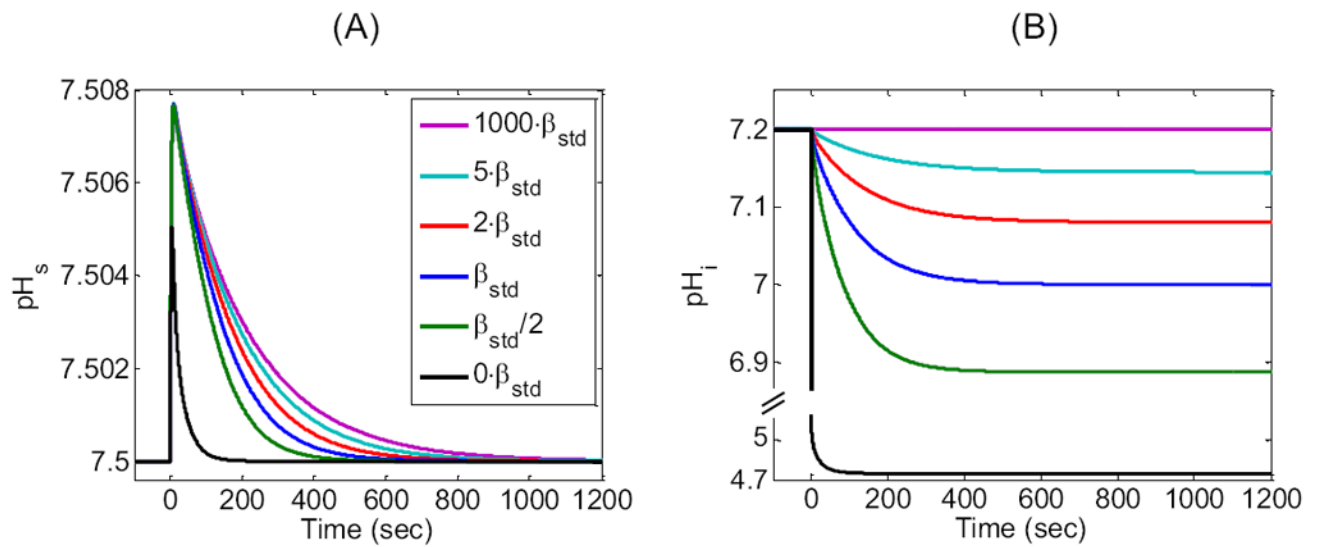 (A)
7.508
7.506
7.504
7.502
7.5
pHs
0 200 400 600 800 1000 1200
Time (sec)
1000·βstd
5·βstd
2·βstd
βstd
βstd/2
0·βstd
(B)
7.2
7.1
7
6.9
5
4.7
pHi
0 200 400 600 800 1000 1200
Time (sec)